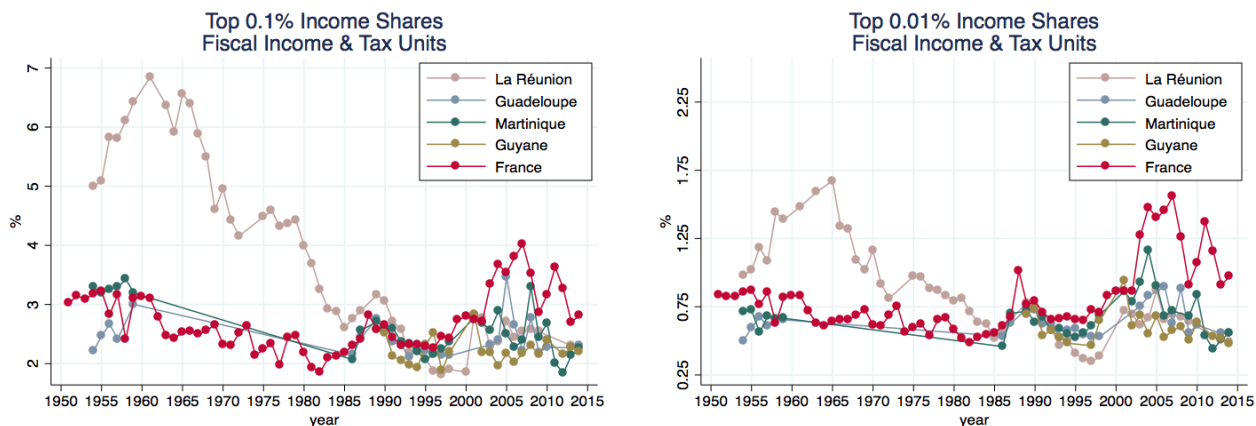 Top 0.1% Income Shares
Fiscal Income & Tax Units
7
6
5
4
3
2
%
La Réunion
Guadeloupe
Martinique
Guyane
France
1950 1955 1960 1965 1970 1975 1980 1985 1990 1995 2000 2005 2010 2015
year
Top 0.01% Income Shares
Fiscal Income & Tax Units
2.25
1.75
1.25
0.75
0.25
%
La Réunion
Guadeloupe
Martinique
Guyane
France
1950 1955 1960 1965 1970 1975 1980 1985 1990 1995 2000 2005 2010 2015
year